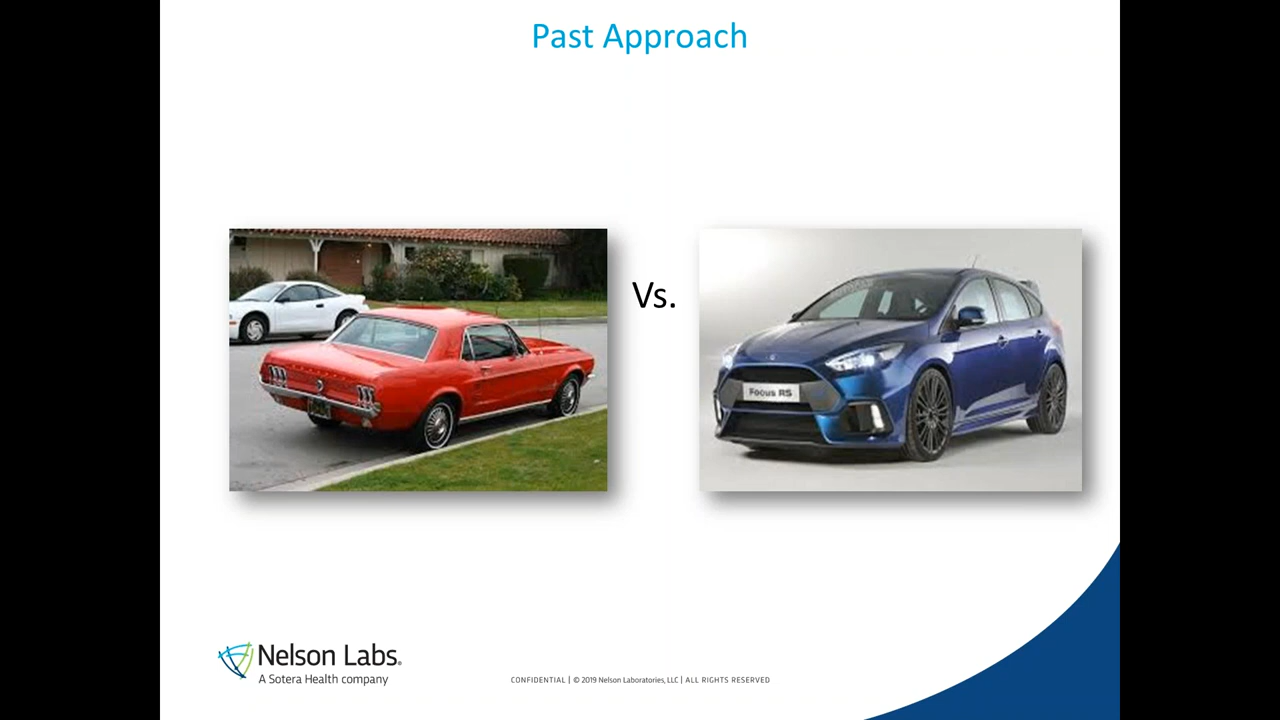 Past Approach
Vs.
Focus RS
Nelson Labs.
A Sotera Health company
CONFIDENTIAL | © 2019 Nelson Laboratories, LLC | ALL RIGHTS RESERVED